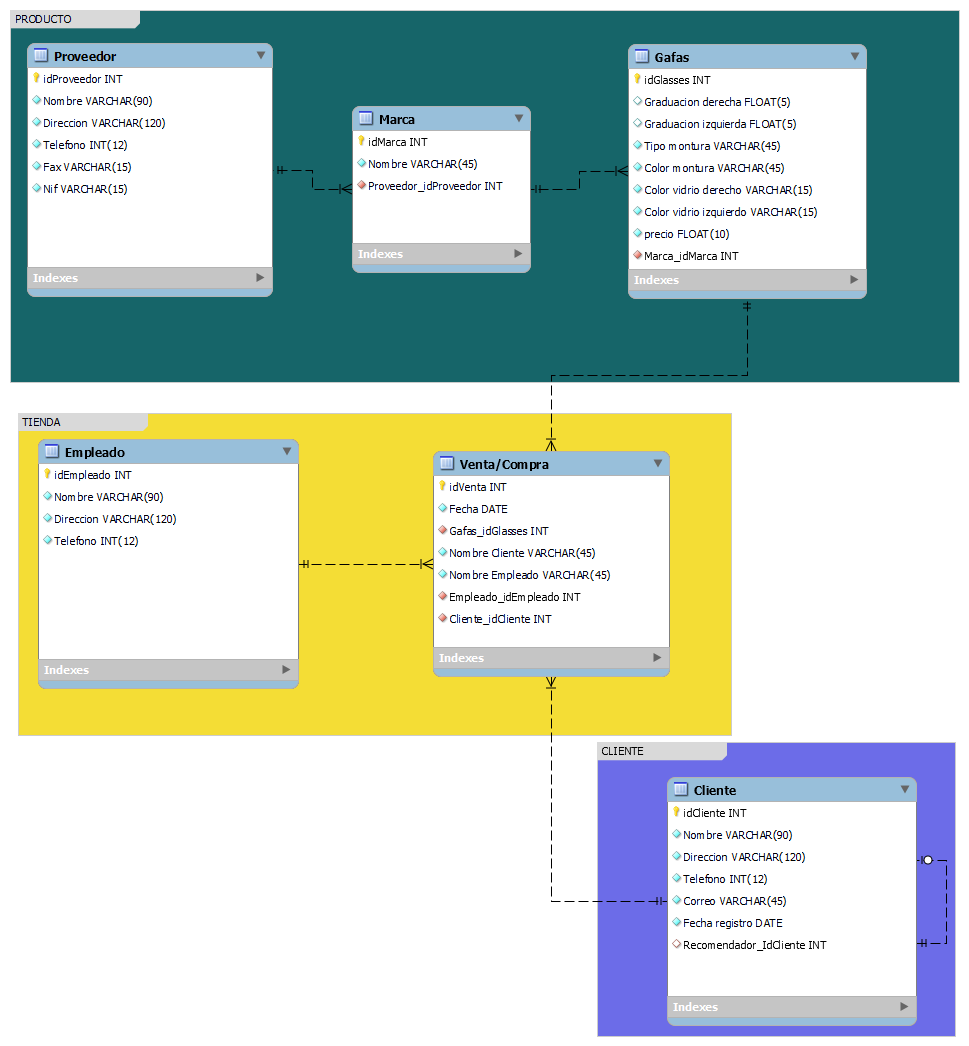 PRODUCTO
Proveedor
idProveedor INT
Nombre VARCHAR(90)
Direccion VARCHAR(120)
Telefono INT(12)
Fax VARCHAR(15)
Nif VARCHAR(15)
Indexes
Marca
idMarca INT
Nombre VARCHAR(45)
Proveedor_idProveedor INT
Indexes
Gafas
idGlasses INT
Graduacion derecha FLOAT(5)
Graduacion izquierda FLOAT(5)
Tipo montura VARCHAR(45)
Color montura VARCHAR(45)
Color vidrio derecho VARCHAR(15)
Color vidrio izquierdo VARCHAR(15)
precio FLOAT(10)
Marca_idMarca INT
Indexes
TIENDA
Empleado
idEmpleado INT
Nombre VARCHAR(90)
Direccion VARCHAR(120)
Telefono INT(12)
Indexes
Venta/Compra
idVenta INT
Fecha DATE
Gafas_idGlasses INT
Nombre Cliente VARCHAR(45)
Nombre Empleado VARCHAR(45)
Empleado_idEmpleado INT
Cliente_idCliente INT
Indexes
CLIENTE
Cliente
idCliente INT
Nombre VARCHAR(90)
Direccion VARCHAR(120)
Telefono INT(12)
Correo VARCHAR(45)
Fecha registro DATE
Recomendador_IdCliente INT
Indexes